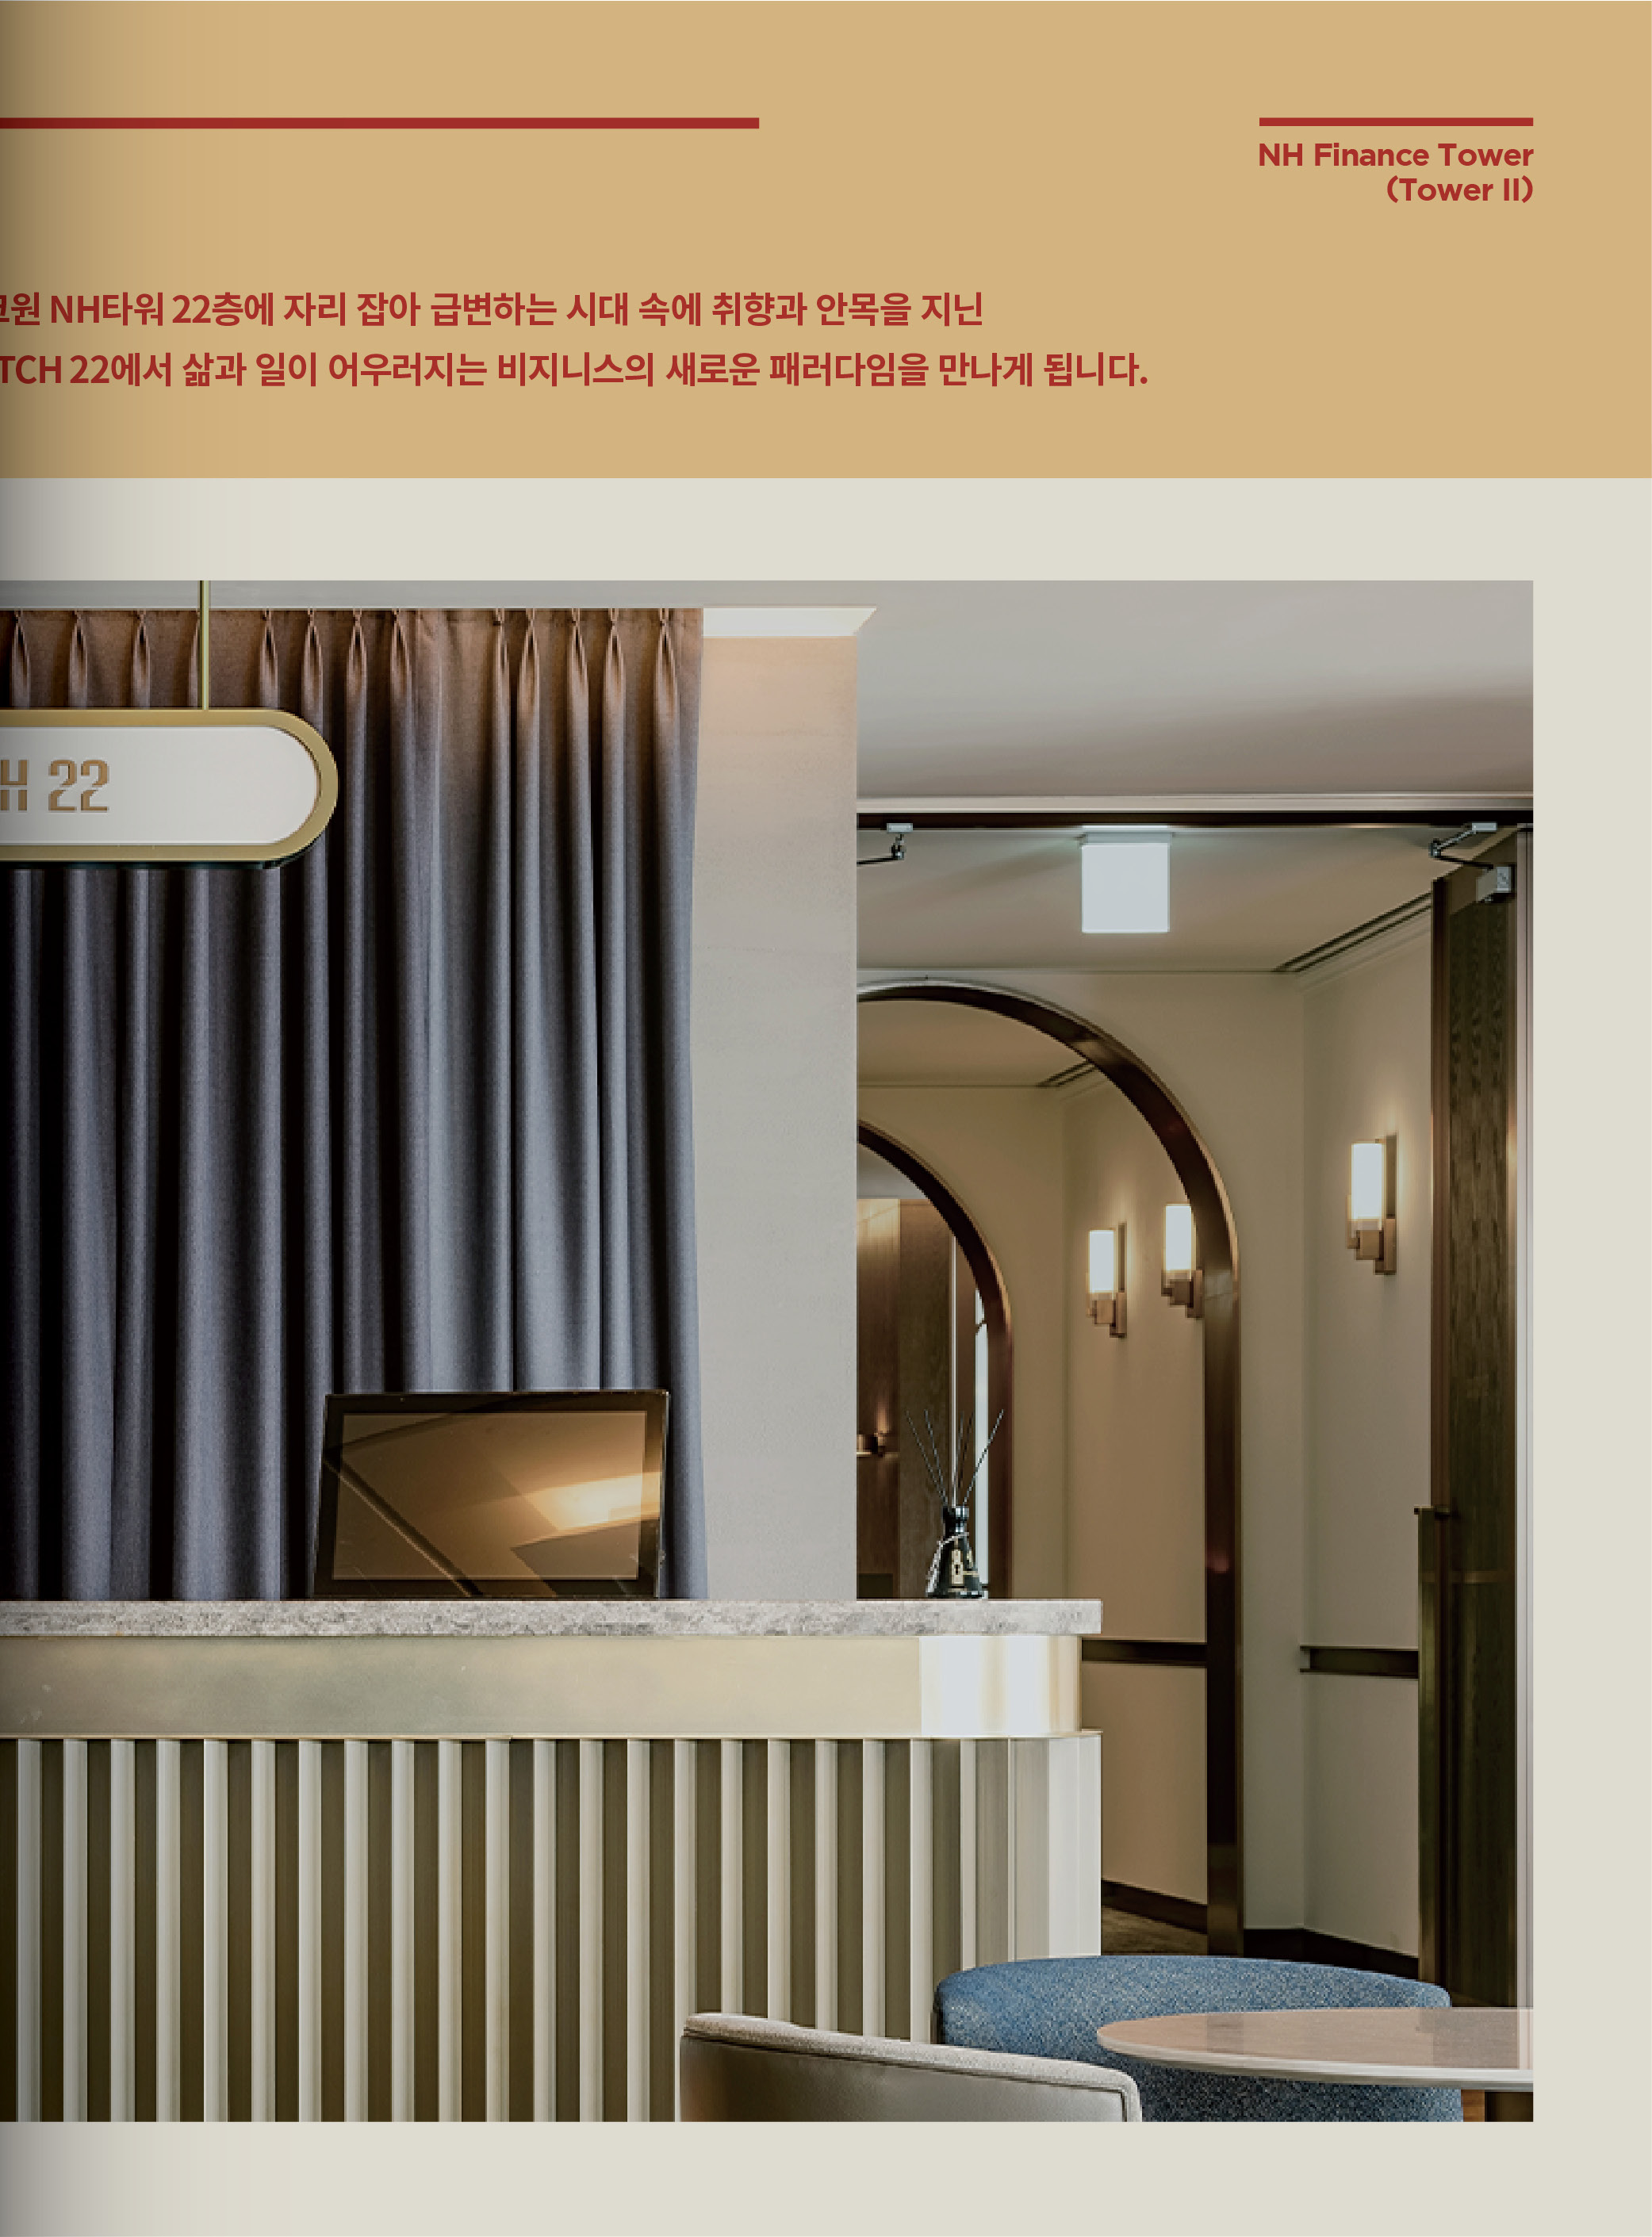 NH Finance Tower
(Tower II)
원 NH타워 22층에 자리 잡아 급변하는 시대 속에 취향과 안목을 지닌
TCH 22에서 삶과 일이 어우러지는 비지니스의 새로운 패러다임을 만나게 됩니다.
H 22